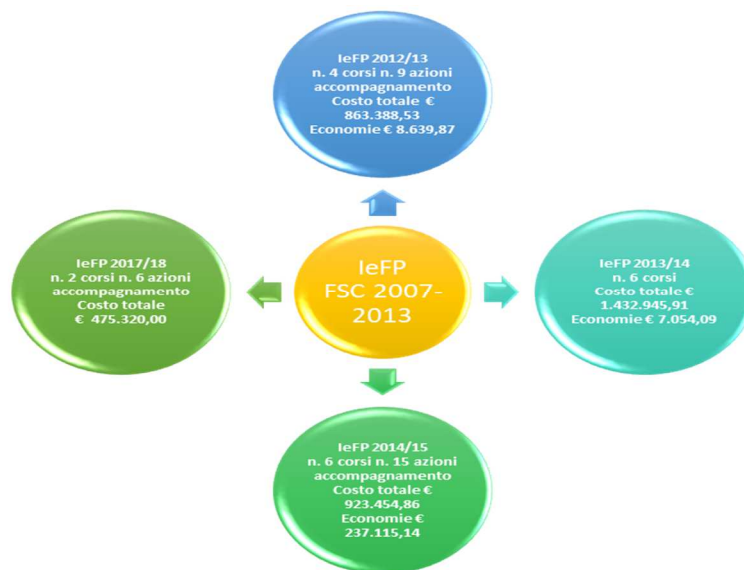 IeFP 2012/13
n. 4 corsi n. 9 azioni
accompagnamento
Costo totale €
863.388,53
Economie € 8.639,87
IeFP 2017/18
n. 2 corsi n. 6 azioni
accompagnamento
Costo totale
€ 475.320,00
IeFP
FSC 2007-
2013
IeFP 2013/14
n. 6 corsi
Costo totale €
1.432.945,91
Economie € 7.054,09
IeFP 2014/15
n. 6 corsi n. 15 azioni
accompagnamento
Costo totale €
923.454,86
Economie €
237.115,14